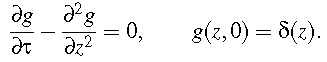 ∂g/∂τ − ∂²g/∂z² = 0, g(z,0) = δ(z).